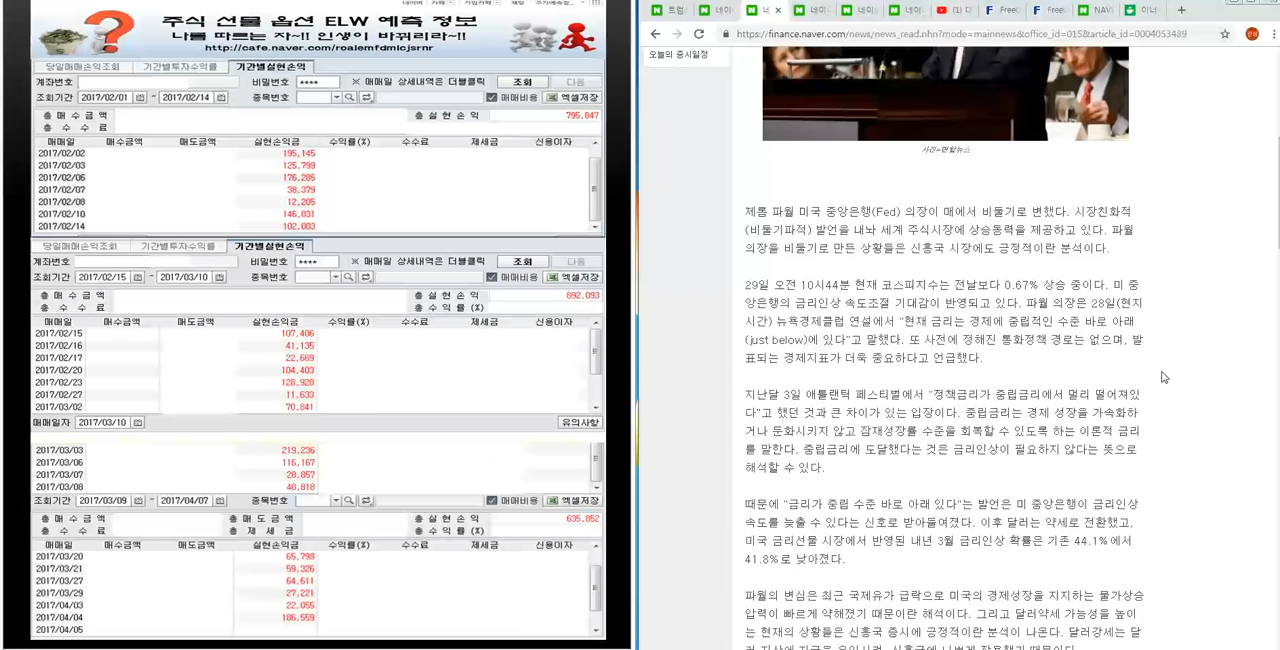 주식 선물 옵션 ELW 예측 정보
나를 따르는 자~!! 인생이 바뀌리라~!!
http://cafe.naver.com/roalemfdmlcjsrnr
당일매매손익조회 기간별투자수익률 기간별실현손익
계좌번호 비밀번호 **** ※ 매매일 상세내역은 더블클릭 조회 다음
조회기간 2017/02/01 ~ 2017/02/14 종목번호 매매비용 엑셀저장
총 매 수 금 액 총 실 현 손 익 795,847
총 수 수 료
매매일 매수금액 매도금액 실현손익금 수익률(%) 수수료 제세금 신용이자
2017/02/02 195,145
2017/02/03 125,799
2017/02/06 176,285
2017/02/07 38,379
2017/02/08 12,205
2017/02/10 146,031
2017/02/14 102,003
당일매매손익조회 기간별투자수익률 기간별실현손익
계좌번호 비밀번호 **** ※ 매매일 상세내역은 더블클릭 조회 다음
조회기간 2017/02/15 ~ 2017/03/10 종목번호 매매비용 엑셀저장
총 매 수 금 액 총 실 현 손 익 892,093
총 수 수 료 총 수 익 률 (%)
매매일 매수금액 매도금액 실현손익금 수익률(%) 수수료 제세금 신용이자
2017/02/15 107,406
2017/02/16 41,135
2017/02/17 22,669
2017/02/20 104,403
2017/02/23 128,928
2017/02/27 11,633
2017/03/02 70,841
매매일자 2017/03/10 유의사항
2017/03/03 219,236
2017/03/06 116,167
2017/03/07 28,857
2017/03/08 40,818
조회기간 2017/03/09 ~ 2017/04/07 종목번호 매매비용 엑셀저장
총 매 수 금 액 총 매 도 금 액 총 실 현 손 익 635,852
총 수 수 료 총 제 세 금 총 수 익 률 (%)
매매일 매수금액 매도금액 실현손익금 수익률(%) 수수료 제세금 신용이자
2017/03/20 65,798
2017/03/21 59,326
2017/03/27 64,611
2017/03/29 27,221
2017/04/03 22,055
2017/04/04 186,559
2017/04/05
트럼 네이 네 네이 네이 네이 (1) 다 Free( Free( NAVI 이너
https://finance.naver.com/news/news_read.nhn?mode=mainnews&office_id=015&article_id=0004053489
오늘의 증시일정
사진=연합뉴스
제롬 파월 미국 중앙은행(Fed) 의장이 매에서 비둘기로 변했다. 시장친화적
(비둘기파적) 발언을 내놔 세계 주식시장에 상승동력을 제공하고 있다. 파월
의장을 비둘기로 만든 상황들은 신흥국 시장에도 긍정적이란 분석이다.
29일 오전 10시44분 현재 코스피지수는 전날보다 0.67% 상승 중이다. 미 중
앙은행의 금리인상 속도조절 기대감이 반영되고 있다. 파월 의장은 28일(현지
시간) 뉴욕경제클럽 연설에서 "현재 금리는 경제에 중립적인 수준 바로 아래
(just below)에 있다"고 말했다. 또 사전에 정해진 통화정책 경로는 없으며, 발
표되는 경제지표가 더욱 중요하다고 언급했다.
지난달 3일 애틀랜틱 페스티벌에서 "정책금리가 중립금리에서 멀리 떨어져있
다"고 했던 것과 큰 차이가 있는 입장이다. 중립금리는 경제 성장을 가속화하
거나 둔화시키지 않고 잠재성장률 수준을 회복할 수 있도록 하는 이론적 금리
를 말한다. 중립금리에 도달했다는 것은 금리인상이 필요하지 않다는 뜻으로
해석할 수 있다.
때문에 "금리가 중립 수준 바로 아래 있다"는 발언은 미 중앙은행이 금리인상
속도를 늦출 수 있다는 신호로 받아들여졌다. 이후 달러는 약세로 전환했고,
미국 금리선물 시장에서 반영된 내년 3월 금리인상 확률은 기존 44.1%에서
41.8%로 낮아졌다.
파월의 변심은 최근 국제유가 급락으로 미국의 경제성장을 지지하는 물가상승
압력이 빠르게 약해졌기 때문이란 해석이다. 그리고 달러약세 가능성을 높이
는 현재의 상황들은 신흥국 증시에 긍정적이란 분석이 나온다. 달러강세는 달